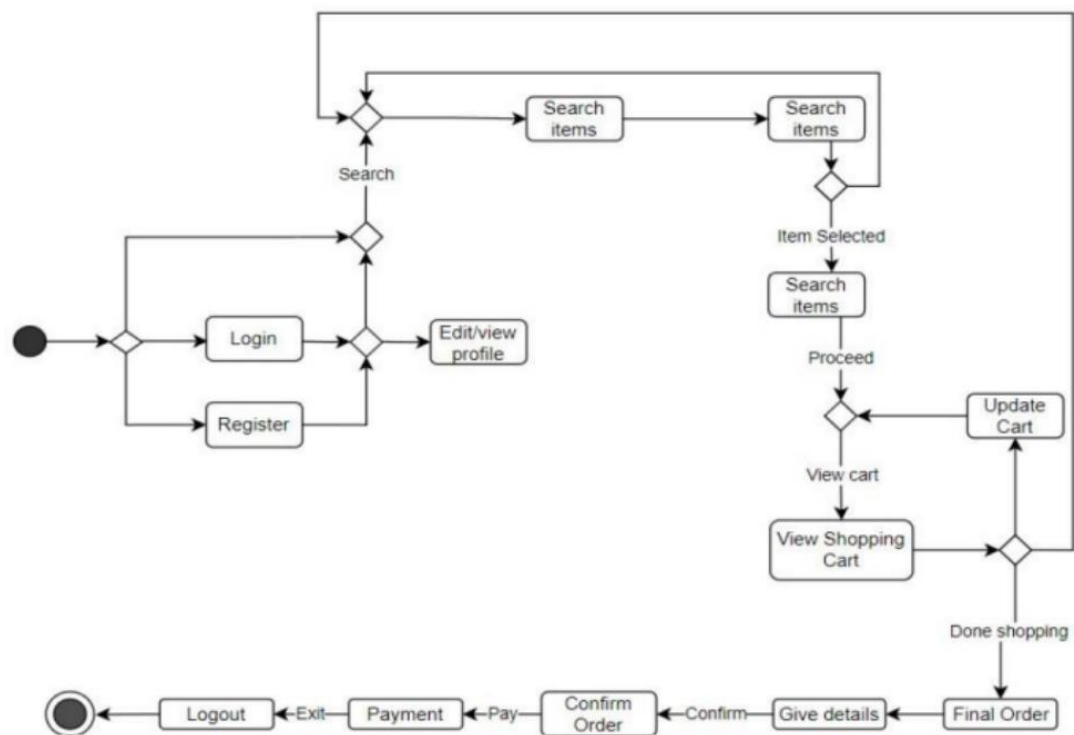 Search
items
Search
items
Search
Item Selected
Search
items
Login
Edit/view
profile
Proceed
Register
Update
Cart
View cart
View Shopping
Cart
Done shopping
Logout
Exit
Payment
Pay
Confirm
Order
Confirm
Give details
Final Order